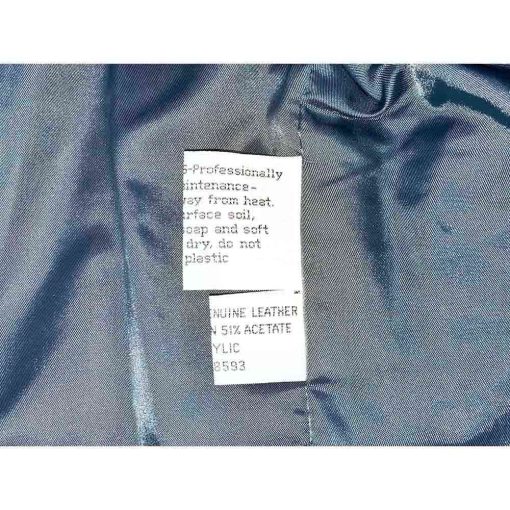 S-Professionally
intenance-
way from heat.
urface soil,
soap and soft
dry, do not
plastic
NUINE LEATHER
N 51% ACETATE
YLIC
8593